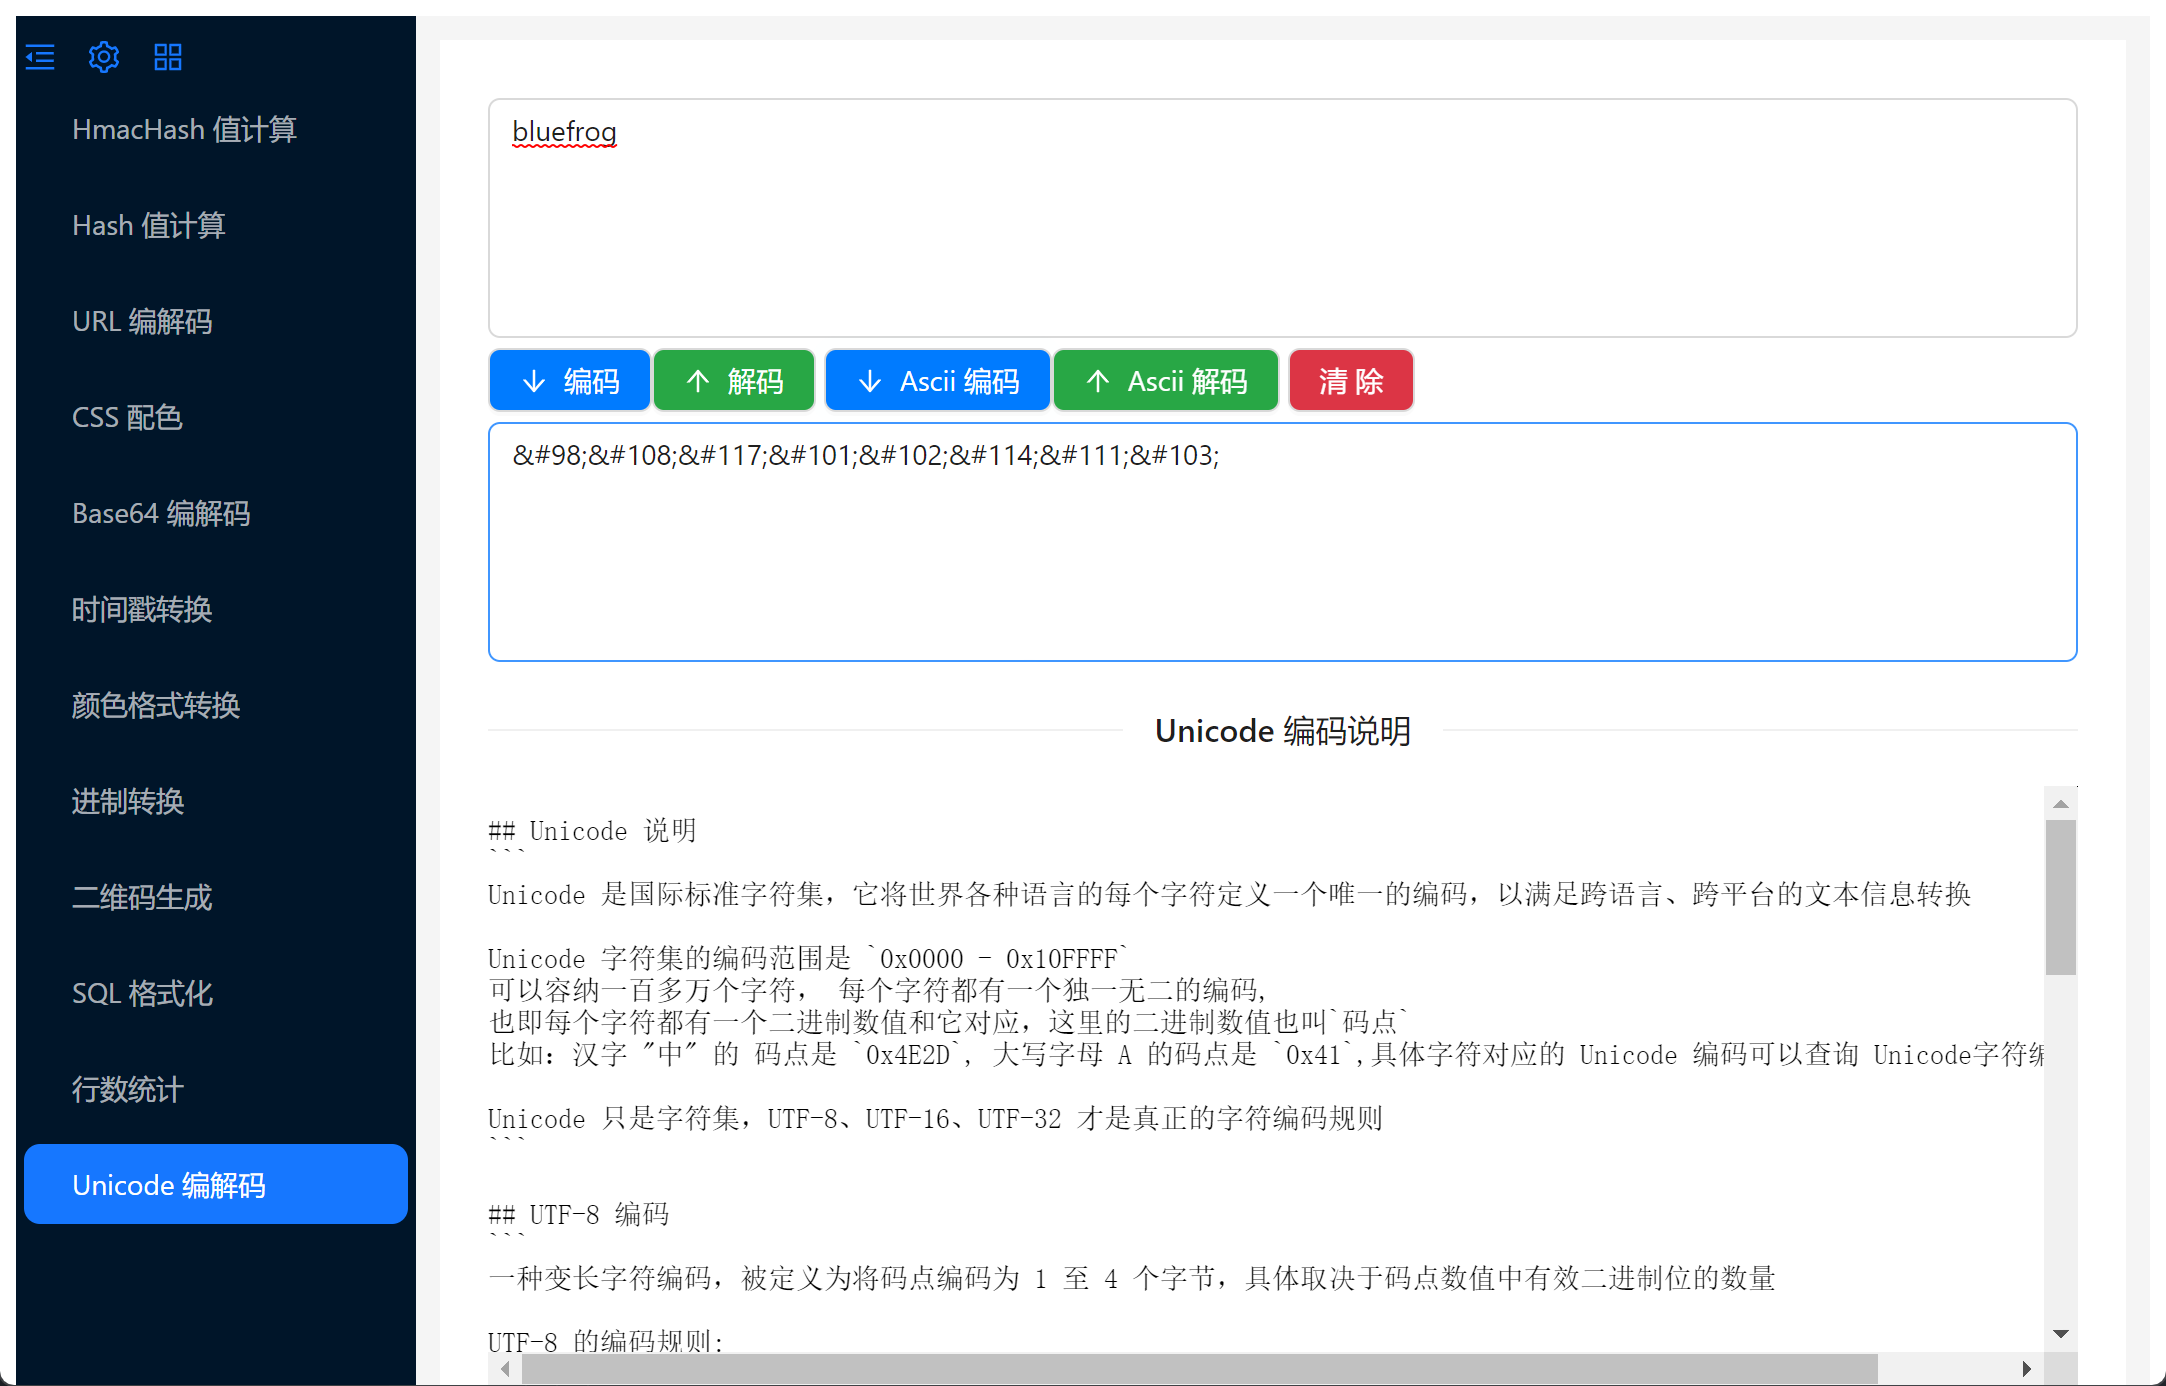 HmacHash 值计算
Hash 值计算
URL 编解码
CSS 配色
Base64 编解码
时间戳转换
颜色格式转换
进制转换
二维码生成
SQL 格式化
行数统计
Unicode 编解码
bluefrog
编码 解码 Ascii 编码 Ascii 解码 清 除
&#98;&#108;&#117;&#101;&#102;&#114;&#111;&#103;
Unicode 编码说明
## Unicode 说明
```
Unicode 是国际标准字符集，它将世界各种语言的每个字符定义一个唯一的编码，以满足跨语言、跨平台的文本信息转换
Unicode 字符集的编码范围是 `0x0000 - 0x10FFFF`
可以容纳一百多万个字符， 每个字符都有一个独一无二的编码,
也即每个字符都有一个二进制数值和它对应，这里的二进制数值也叫`码点`
比如：汉字 "中" 的 码点是 `0x4E2D`, 大写字母 A 的码点是 `0x41`,具体字符对应的 Unicode 编码可以查询 Unicode字符编
Unicode 只是字符集，UTF-8、UTF-16、UTF-32 才是真正的字符编码规则
```
## UTF-8 编码
```
一种变长字符编码，被定义为将码点编码为 1 至 4 个字节，具体取决于码点数值中有效二进制位的数量
UTF-8 的编码规则: